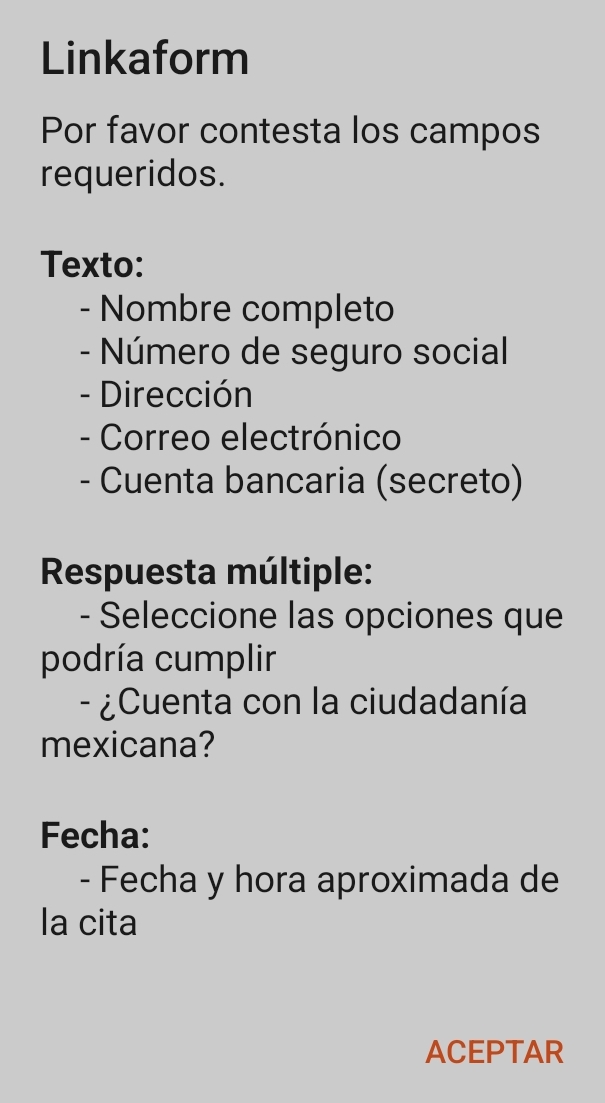 Linkaform
Por favor contesta los campos
requeridos.
Texto:
- Nombre completo
- Número de seguro social
- Dirección
- Correo electrónico
- Cuenta bancaria (secreto)
Respuesta múltiple:
- Seleccione las opciones que
podría cumplir
- ¿Cuenta con la ciudadanía
mexicana?
Fecha:
- Fecha y hora aproximada de
la cita
ACEPTAR